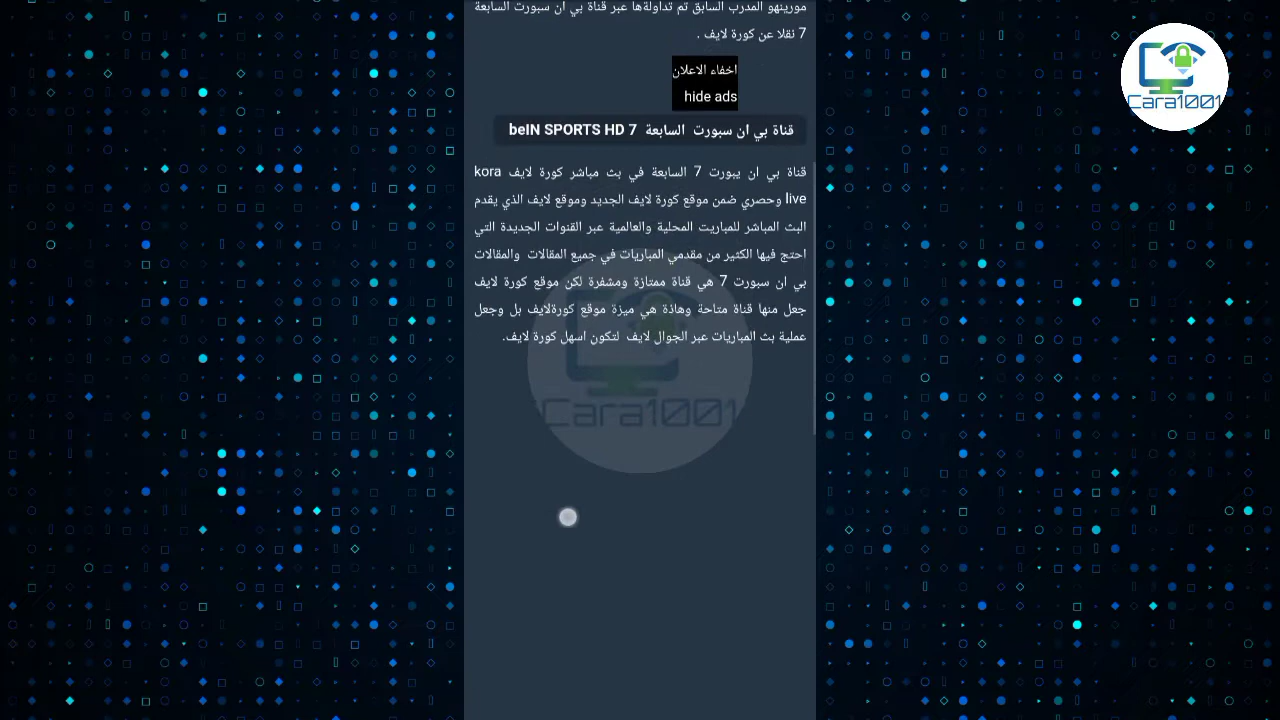 مورينهو المدرب السابق تم تداولةها عبر قناة بي ان سبورت السابعة
7 نقلا عن كورة لايف .
Cara1001
اخفاء الاعلان
hide ads
قناة بي ان سبورت السابعة beIN SPORTS HD 7
قناة بي ان يبورت 7 السابعة في بث مباشر كورة لايف kora
live وحصري ضمن موقع كورة لايف الجديد وموقع لايف الذي يقدم
البث المباشر للمباريت المحلية والعالمية عبر القنوات الجديدة التي
احتج فيها الكثير من مقدمي المباريات في جميع المقالات والمقالات
بي ان سبورت 7 هي قناة ممتازة ومشفرة لكن موقع كورة لايف
جعل منها قناة متاحة وهاذة هي ميزة موقع كورةلايف بل وجعل
عملية بث المباريات عبر الجوال لايف لتكون اسهل كورة لايف.
Cara1001